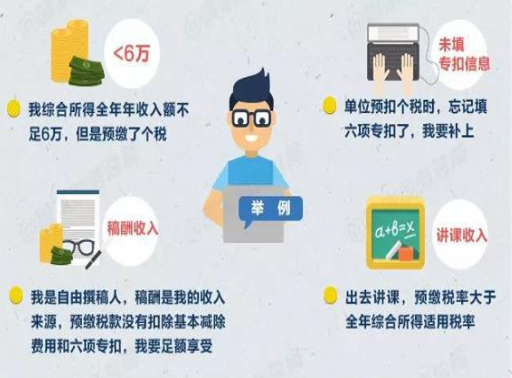 <6万
我综合所得全年年收入额不
足6万，但是预缴了个税
未填
专扣信息
单位预扣个税时，忘记填
六项专扣了，我要补上
举 例
稿酬收入
我是自由撰稿人，稿酬是我的收入
来源，预缴税款没有扣除基本减除
费用和六项专扣，我要足额享受
a+b=x
讲课收入
出去讲课，预缴税率大于
全年综合所得适用税率